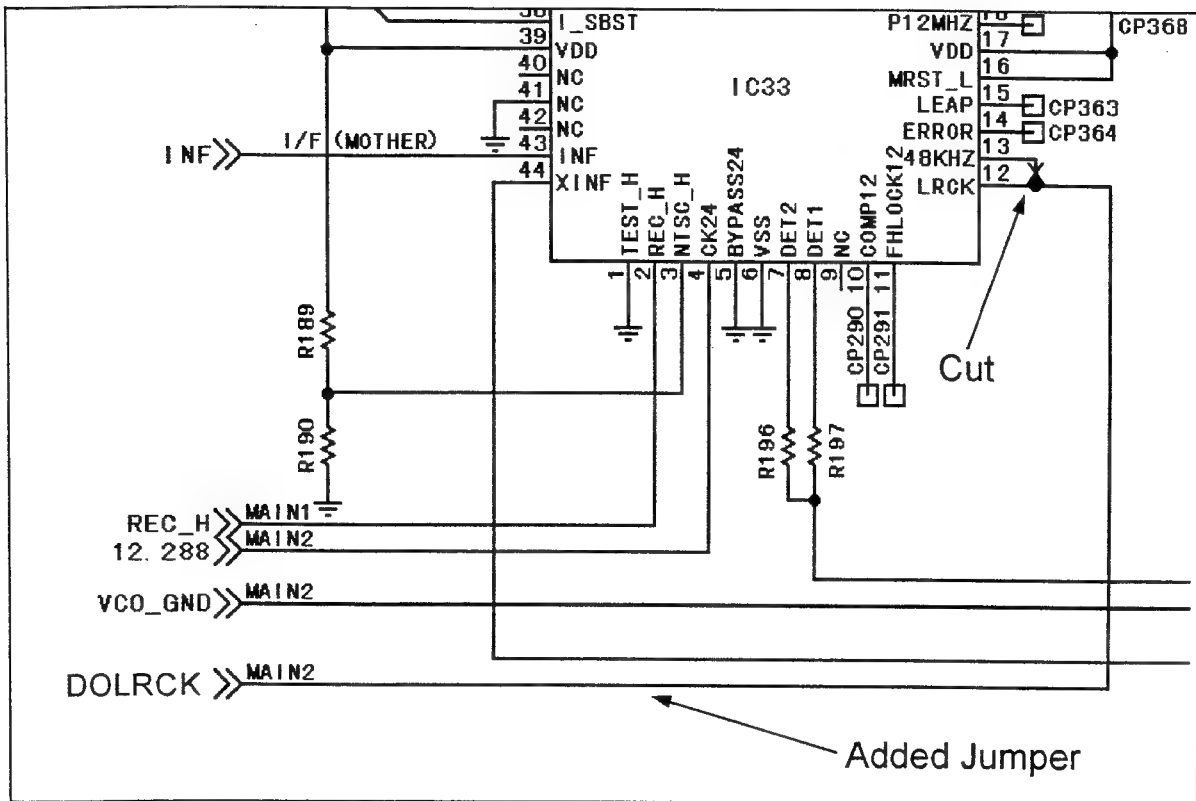 I_SBST
39 VDD
40 NC
41 NC
42 NC
43 INF
44 XINF
INF
I/F (MOTHER)
IC33
P12MHZ
CP368
VDD 17
MRST_L 16
LEAP 15 CP363
ERROR 14 CP364
48KHZ 13
LRCK 12
TEST_H 1
REC_H 2
NTSC_H 3
CK24 4
BYPASS24 5
VSS 6
DET2 7
DET1 8
NC 9
COMP12 10
FHLOCK12 11
CP290
CP291
Cut
R189
R190
R196
R197
REC_H MAIN1
12.288 MAIN2
VCO_GND MAIN2
DOLRCK MAIN2
Added Jumper